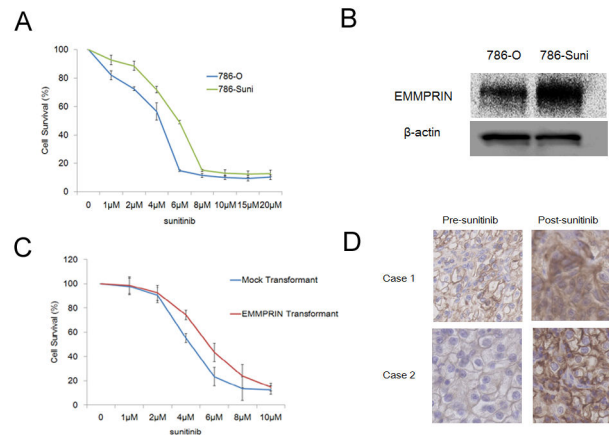 A
100
80
60
40
20
0
Cell Survival (%)
786-O
786-Suni
0 1μM 2μM 4μM 6μM 8μM 10μM 15μM 20μM
sunitinib
B
786-O 786-Suni
EMMPRIN
β-actin
C
120
100
80
60
40
20
0
Cell Survival (%)
Mock Transformant
EMMPRIN Transformant
0 1μM 2μM 4μM 6μM 8μM 10μM
sunitinib
D
Pre-sunitinib Post-sunitinib
Case 1
Case 2